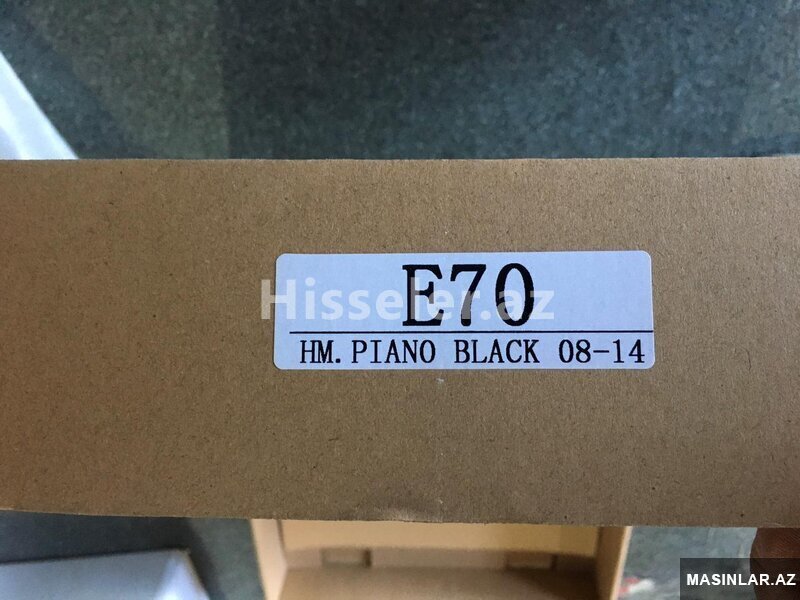 E70
Hisseler.az
HM. PIANO BLACK 08-14
MASINLAR.AZ